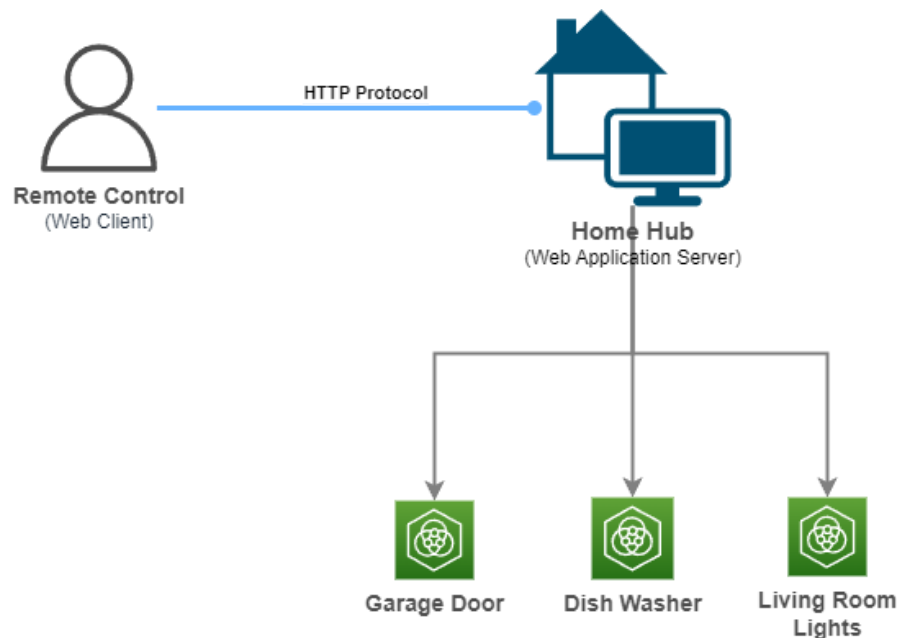 HTTP Protocol
Remote Control
(Web Client)
Home Hub
(Web Application Server)
Garage Door
Dish Washer
Living Room
Lights